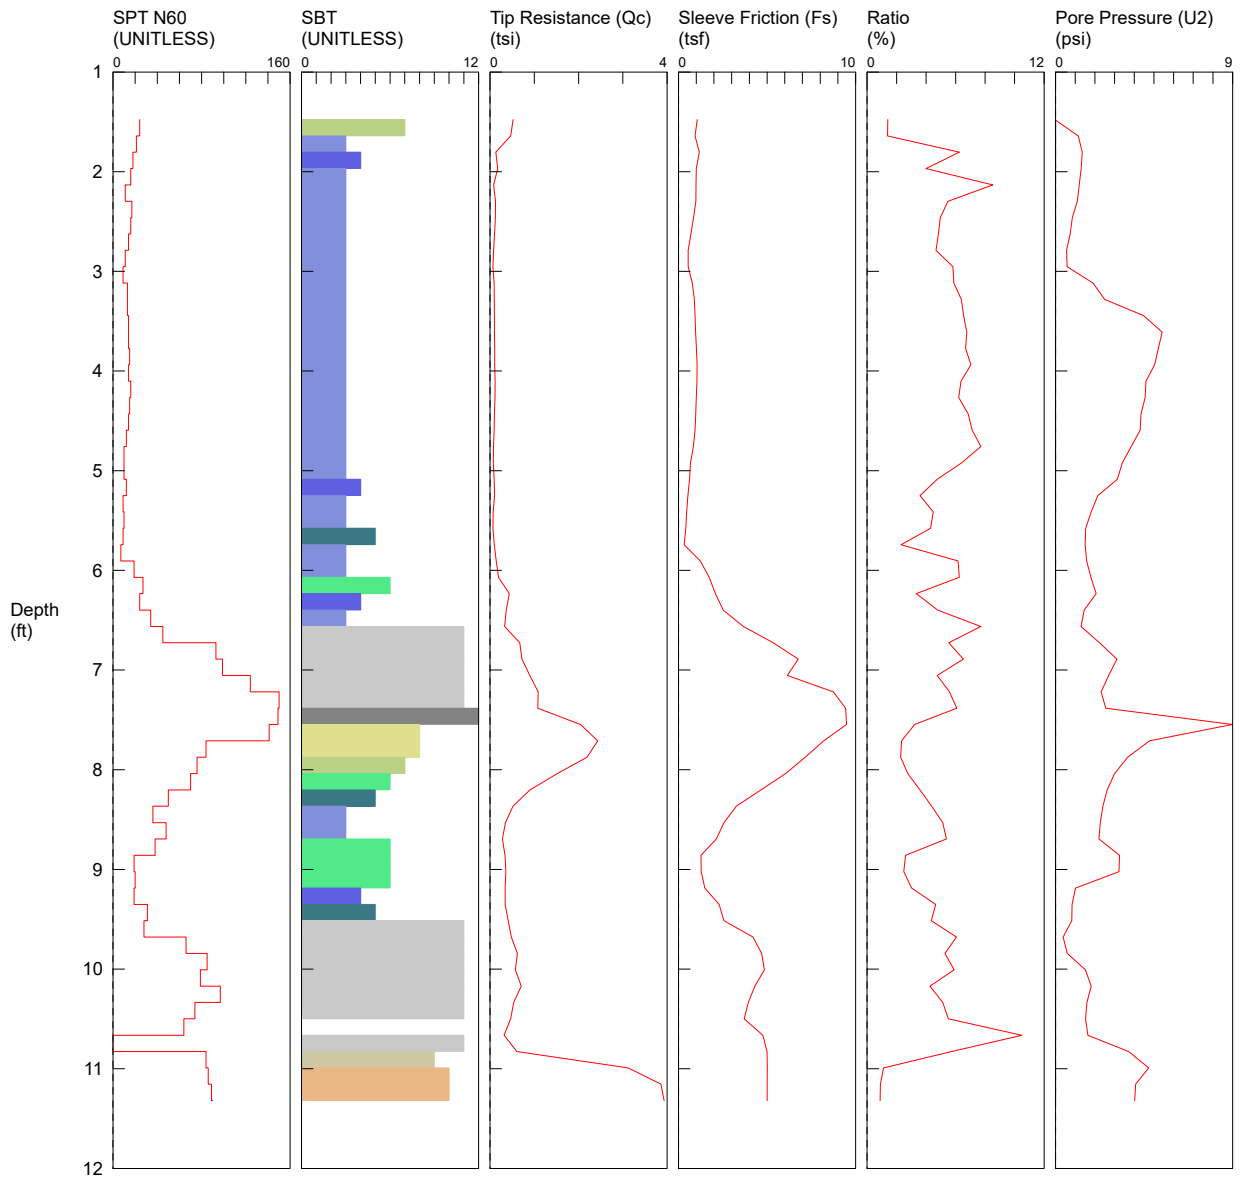 SPT N60
(UNITLESS)
SBT
(UNITLESS)
Tip Resistance (Qc)
(tsi)
Sleeve Friction (Fs)
(tsf)
Ratio
(%)
Pore Pressure (U2)
(psi)
0 160
0 12
0 4
0 10
0 12
0 9
1
2
3
4
5
6
Depth
(ft)
7
8
9
10
11
12